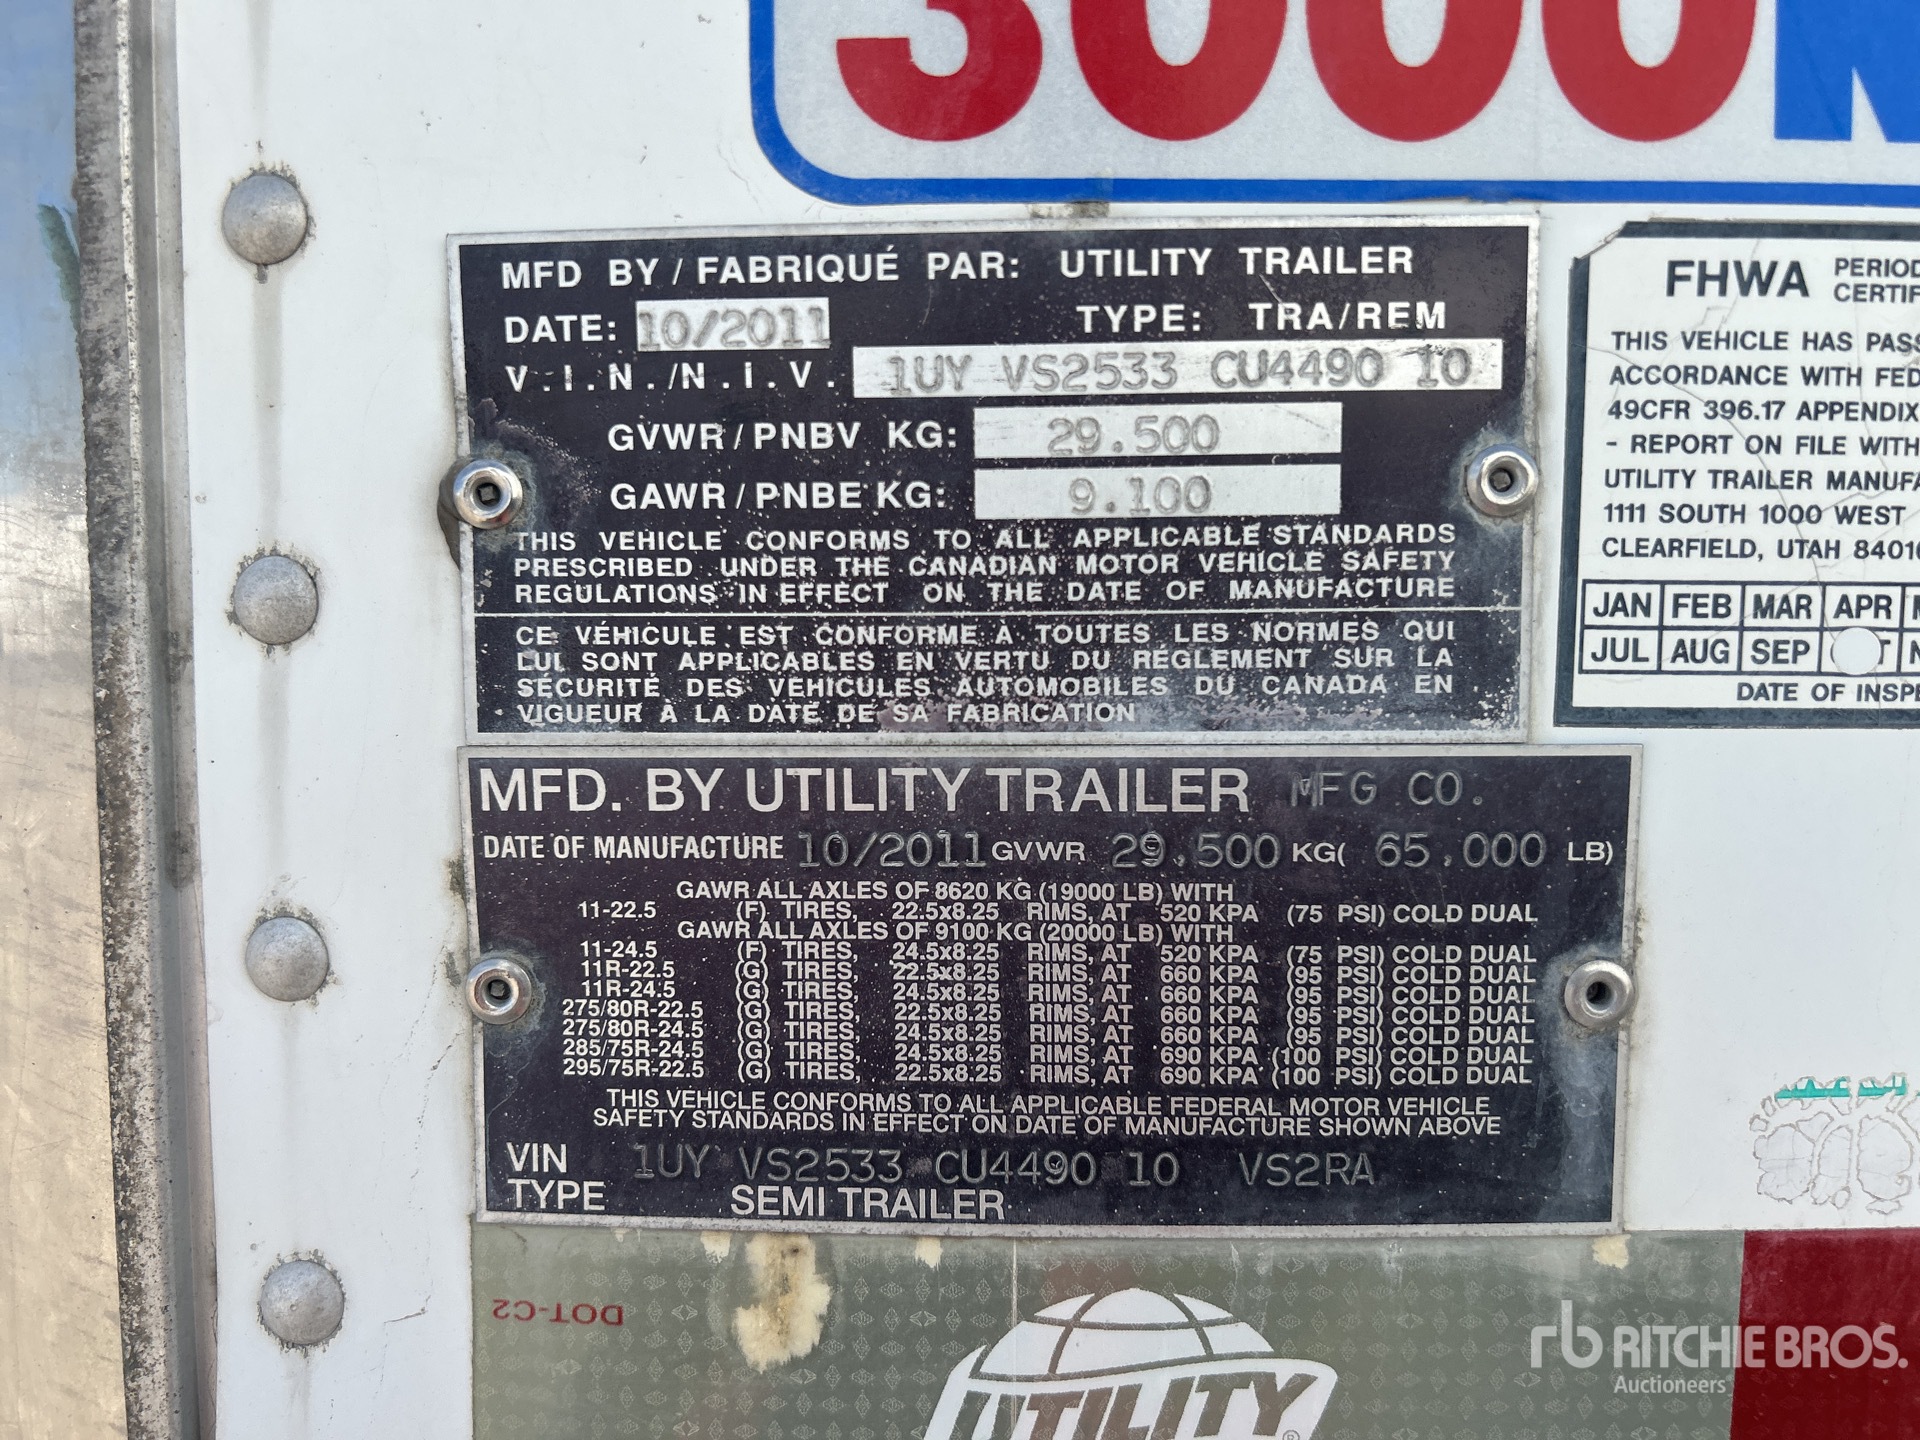 3000
MFD BY / FABRIQUÉ PAR: UTILITY TRAILER
DATE: 10/2011 TYPE: TRA/REM
V.I.N./N.I.V. 1UY VS2533 CU4490 10
GVWR / PNBV KG: 29.500
GAWR / PNBE KG: 9.100
THIS VEHICLE CONFORMS TO ALL APPLICABLE STANDARDS
PRESCRIBED UNDER THE CANADIAN MOTOR VEHICLE SAFETY
REGULATIONS IN EFFECT ON THE DATE OF MANUFACTURE
CE VÉHICULE EST CONFORME À TOUTES LES NORMES QUI
LUI SONT APPLICABLES EN VERTU DU RÉGLEMENT SUR LA
SÉCURITÉ DES VÉHICULES AUTOMOBILES DU CANADA EN
VIGUEUR À LA DATE DE SA FABRICATION
FHWA PERIOD
CERTIF
THIS VEHICLE HAS PASS
ACCORDANCE WITH FED
49CFR 396.17 APPENDIX
- REPORT ON FILE WITH
UTILITY TRAILER MANUFA
1111 SOUTH 1000 WEST
CLEARFIELD, UTAH 8401
JAN FEB MAR APR
JUL AUG SEP
DATE OF INSPE
MFD. BY UTILITY TRAILER MFG CO.
DATE OF MANUFACTURE 10/2011 GVWR 29.500 KG( 65,000 LB)
GAWR ALL AXLES OF 8620 KG (19000 LB) WITH
11-22.5 (F) TIRES, 22.5x8.25 RIMS, AT 520 KPA (75 PSI) COLD DUAL
GAWR ALL AXLES OF 9100 KG (20000 LB) WITH
11-24.5 (F) TIRES, 24.5x8.25 RIMS, AT 520 KPA (75 PSI) COLD DUAL
11R-22.5 (G) TIRES, 22.5x8.25 RIMS, AT 660 KPA (95 PSI) COLD DUAL
11R-24.5 (G) TIRES, 24.5x8.25 RIMS, AT 660 KPA (95 PSI) COLD DUAL
275/80R-22.5 (G) TIRES, 22.5x8.25 RIMS, AT 660 KPA (95 PSI) COLD DUAL
275/80R-24.5 (G) TIRES, 24.5x8.25 RIMS, AT 660 KPA (95 PSI) COLD DUAL
285/75R-24.5 (G) TIRES, 24.5x8.25 RIMS, AT 690 KPA (100 PSI) COLD DUAL
295/75R-22.5 (G) TIRES, 22.5x8.25 RIMS, AT 690 KPA (100 PSI) COLD DUAL
THIS VEHICLE CONFORMS TO ALL APPLICABLE FEDERAL MOTOR VEHICLE
SAFETY STANDARDS IN EFFECT ON DATE OF MANUFACTURE SHOWN ABOVE
VIN 1UY VS2533 CU4490 10 VS2RA
TYPE SEMI TRAILER
DOT-C2
UTILITY ®
rb RITCHIE BROS.
Auctioneers